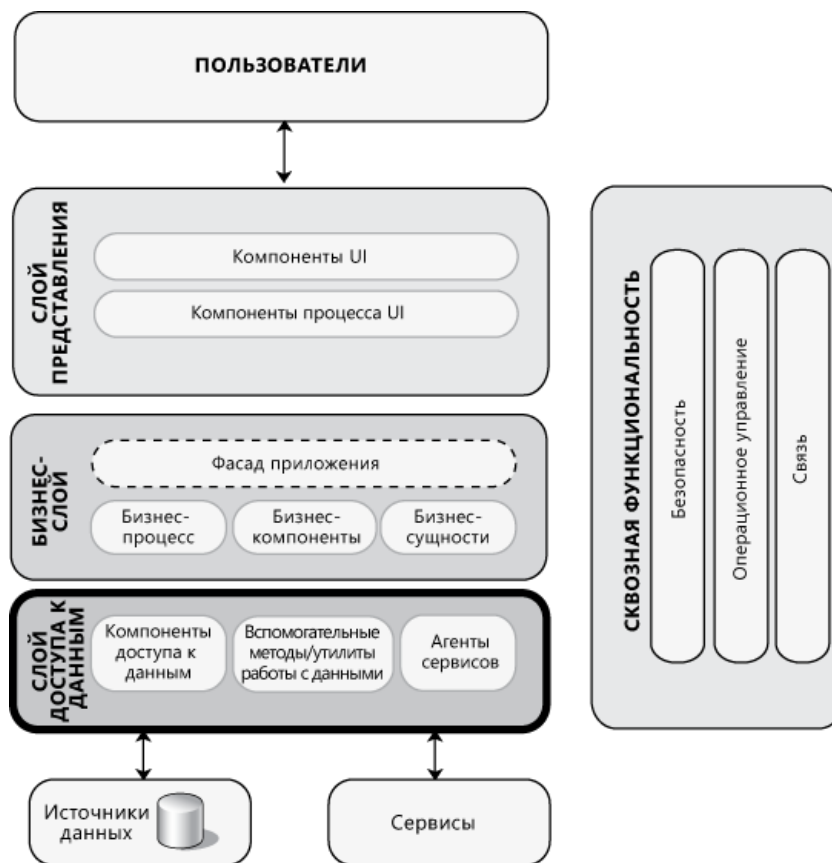 ПОЛЬЗОВАТЕЛИ
СЛОЙ
ПРЕДСТАВЛЕНИЯ
Компоненты UI
Компоненты процесса UI
БИЗНЕС-
СЛОЙ
Фасад приложения
Бизнес-
процесс
Бизнес-
компоненты
Бизнес-
сущности
СЛОЙ
ДОСТУПА К
ДАННЫМ
Компоненты
доступа к
данным
Вспомогательные
методы/утилиты
работы с данными
Агенты
сервисов
Источники
данных
Сервисы
СКВОЗНАЯ ФУНКЦИОНАЛЬНОСТЬ
Безопасность
Операционное управление
Связь